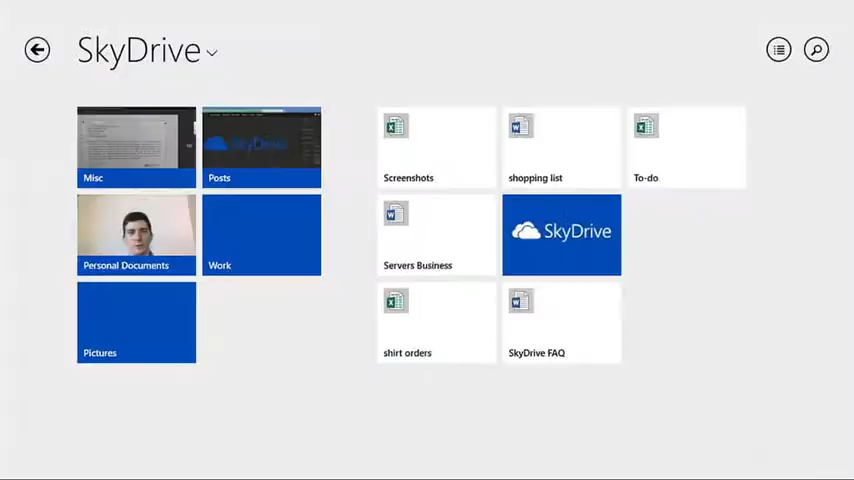 SkyDrive
Misc
Posts
Personal Documents
Work
Pictures
Screenshots
shopping list
To-do
Servers Business
SkyDrive
shirt orders
SkyDrive FAQ